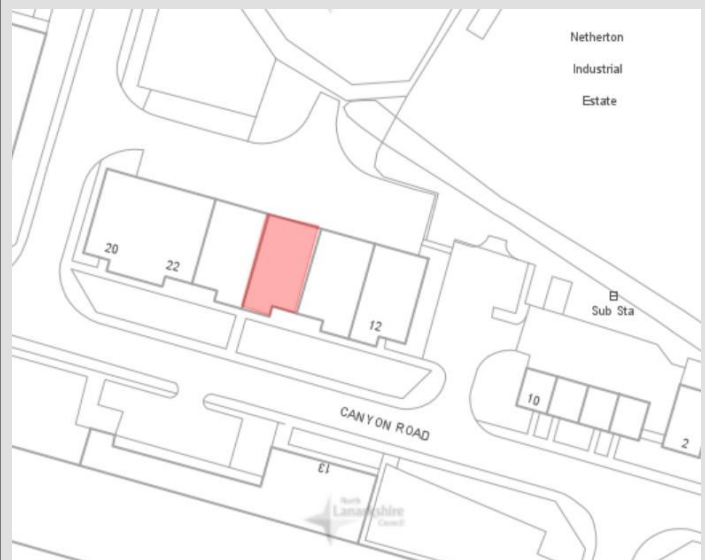 Netherton
Industrial
Estate
20
22
12
Sub Sta
10
2
CANYON ROAD
13
North
Lanarkshire
Council